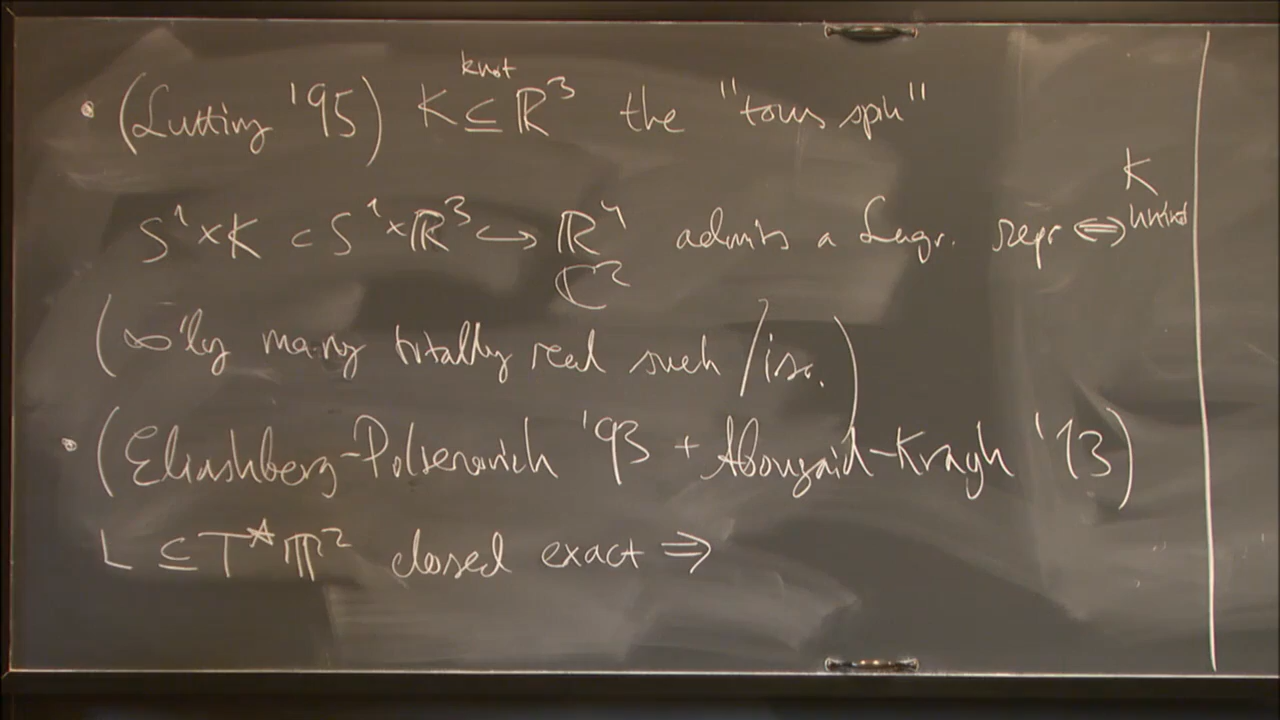 knot
• (Luttinger '95) K ⊆ ℝ³ the "torus spin"
K
S¹×K ⊂ S¹×ℝ³ ↪ ℝ⁴ admits a Lagr. repr ⟺ unknot
ℂ²
(∞'ly many totally real such / iso.)
• (Eliashberg-Polterovich '93 + Abouzaid-Kragh '13)
L ⊆ T*𝕋² closed exact ⇒